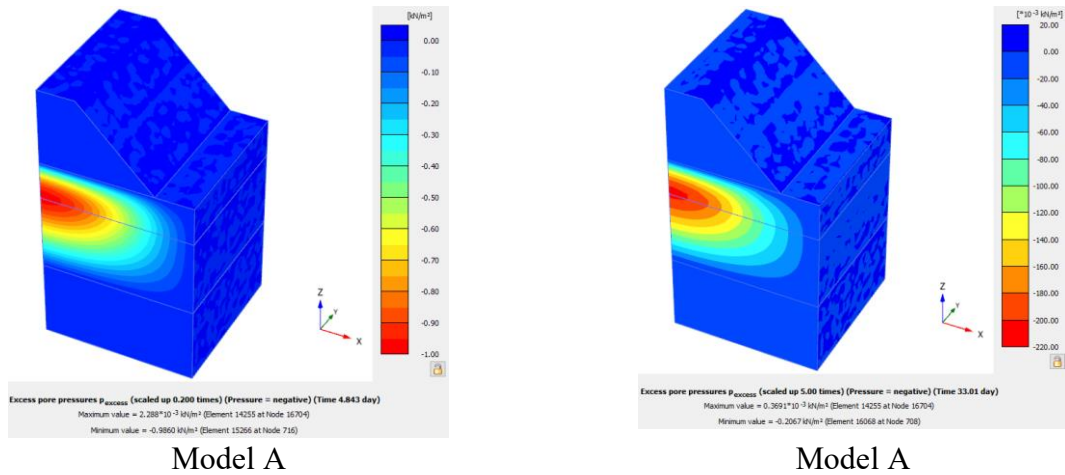 [kN/m²]
0.00
-0.10
-0.20
-0.30
-0.40
-0.50
-0.60
-0.70
-0.80
-0.90
-1.00
Z
Y
X
Excess pore pressures p excess (scaled up 0.200 times) (Pressure = negative) (Time 4.843 day)
Maximum value = 2.288*10 -3 kN/m² (Element 14255 at Node 16704)
Minimum value = -0.9860 kN/m² (Element 15266 at Node 716)
Model A
[*10 -3 kN/m²]
20.00
0.00
-20.00
-40.00
-60.00
-80.00
-100.00
-120.00
-140.00
-160.00
-180.00
-200.00
-220.00
Z
Y
X
Excess pore pressures p excess (scaled up 5.00 times) (Pressure = negative) (Time 33.01 day)
Maximum value = 0.3691*10 -3 kN/m² (Element 14255 at Node 16704)
Minimum value = -0.2067 kN/m² (Element 16068 at Node 708)
Model A